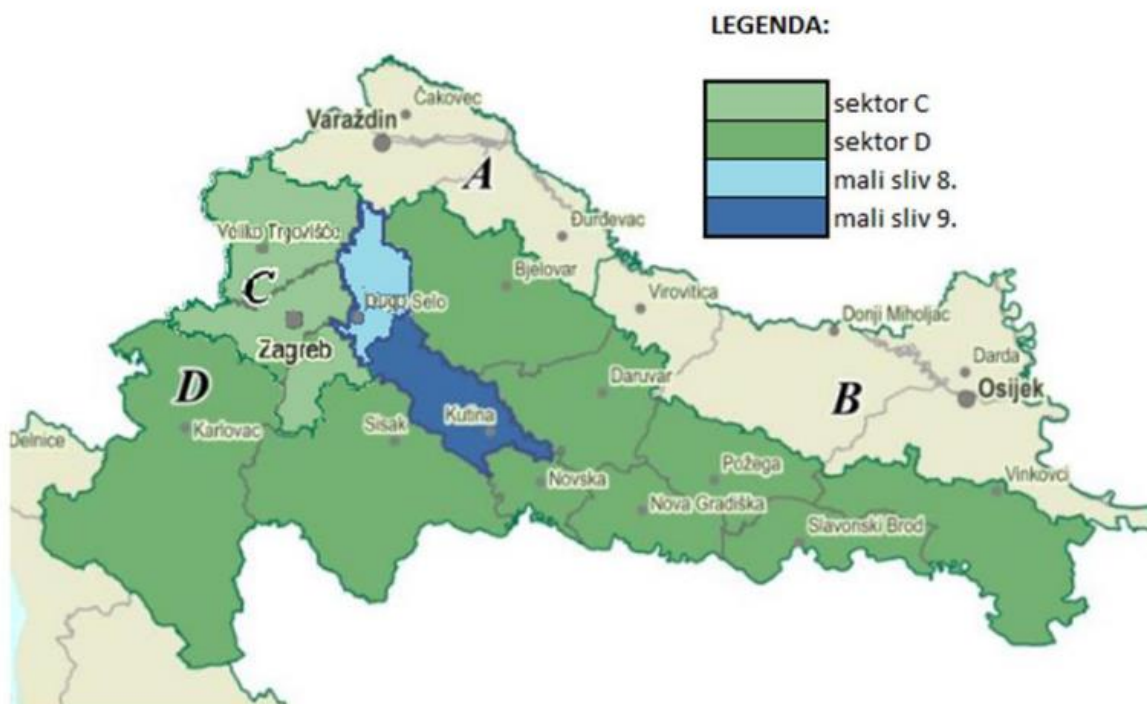 LEGENDA:
sektor C
sektor D
mali sliv 8.
mali sliv 9.
Čakovec
Varaždin
A
Đurđevac
Veliko Trgovišće
Bjelovar
C
Virovitica
Dugo Selo
Donji Miholjac
Zagreb
Darda
D
Daruvar
B
Osijek
Karlovac
Sisak
Kutina
Delnice
Požega
Novska
Vinkovci
Nova Gradiška
Slavonski Brod